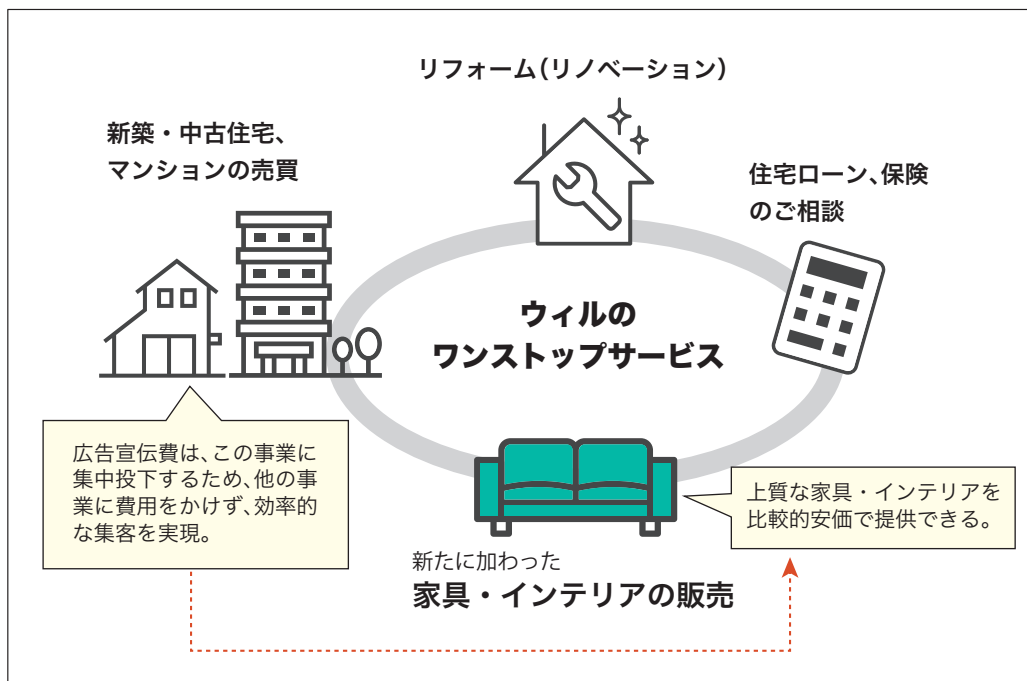 リフォーム（リノベーション）
新築・中古住宅、
マンションの売買
住宅ローン、保険
のご相談
ウィルの
ワンストップサービス
広告宣伝費は、この事業に
集中投下するため、他の事
業に費用をかけず、効率的
な集客を実現。
上質な家具・インテリアを
比較的安価で提供できる。
新たに加わった
家具・インテリアの販売